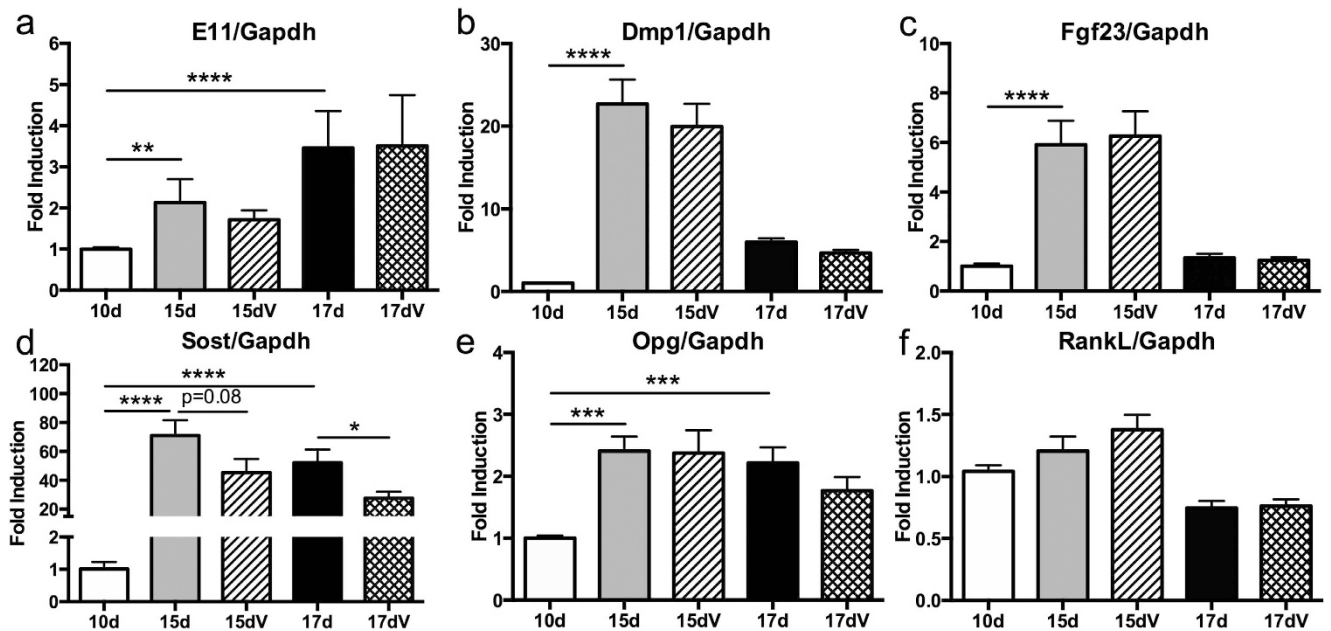 a
E11/Gapdh
Fold Induction
6
5
4
3
2
1
0
****
**
10d 15d 15dV 17d 17dV
b
Dmp1/Gapdh
Fold Induction
30
20
10
0
****
10d 15d 15dV 17d 17dV
c
Fgf23/Gapdh
Fold Induction
10
8
6
4
2
0
****
10d 15d 15dV 17d 17dV
d
Sost/Gapdh
Fold Induction
120
100
80
60
40
20
2
1
0
****
**** p=0.08
*
10d 15d 15dV 17d 17dV
e
Opg/Gapdh
Fold Induction
4
3
2
1
0
***
***
10d 15d 15dV 17d 17dV
f
RankL/Gapdh
Fold Induction
2.0
1.5
1.0
0.5
0.0
10d 15d 15dV 17d 17dV